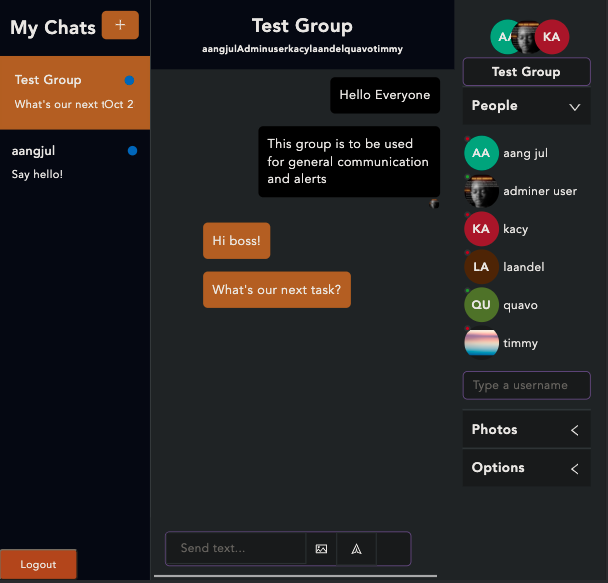 My Chats
+
Test Group
What's our next t
Oct 2
aangjul
Say hello!
Logout
Test Group
aangjulAdminuserkacylaandelquavotimmy
Hello Everyone
This group is to be used
for general communication
and alerts
Hi boss!
What's our next task?
Send text...
AA
KA
Test Group
People
AA aang jul
adminer user
KA kacy
LA laandel
QU quavo
timmy
Type a username
Photos
Options